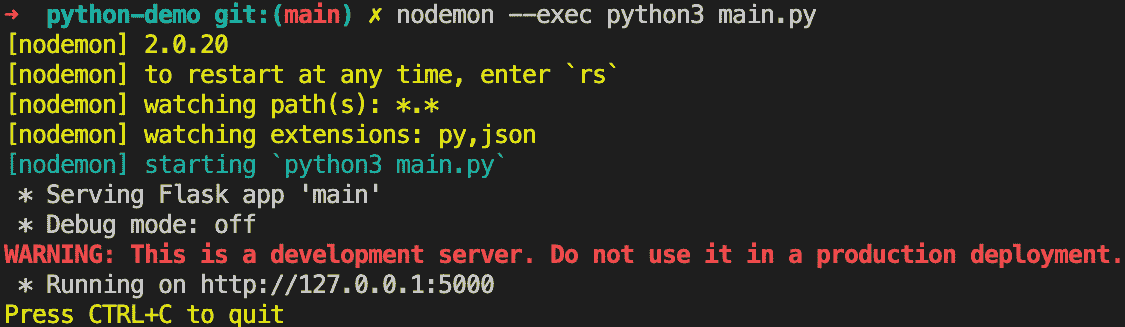 ➜  python-demo git:(main) ✗ nodemon --exec python3 main.py
[nodemon] 2.0.20
[nodemon] to restart at any time, enter `rs`
[nodemon] watching path(s): *.*
[nodemon] watching extensions: py,json
[nodemon] starting `python3 main.py`
 * Serving Flask app 'main'
 * Debug mode: off
WARNING: This is a development server. Do not use it in a production deployment.
 * Running on http://127.0.0.1:5000
Press CTRL+C to quit